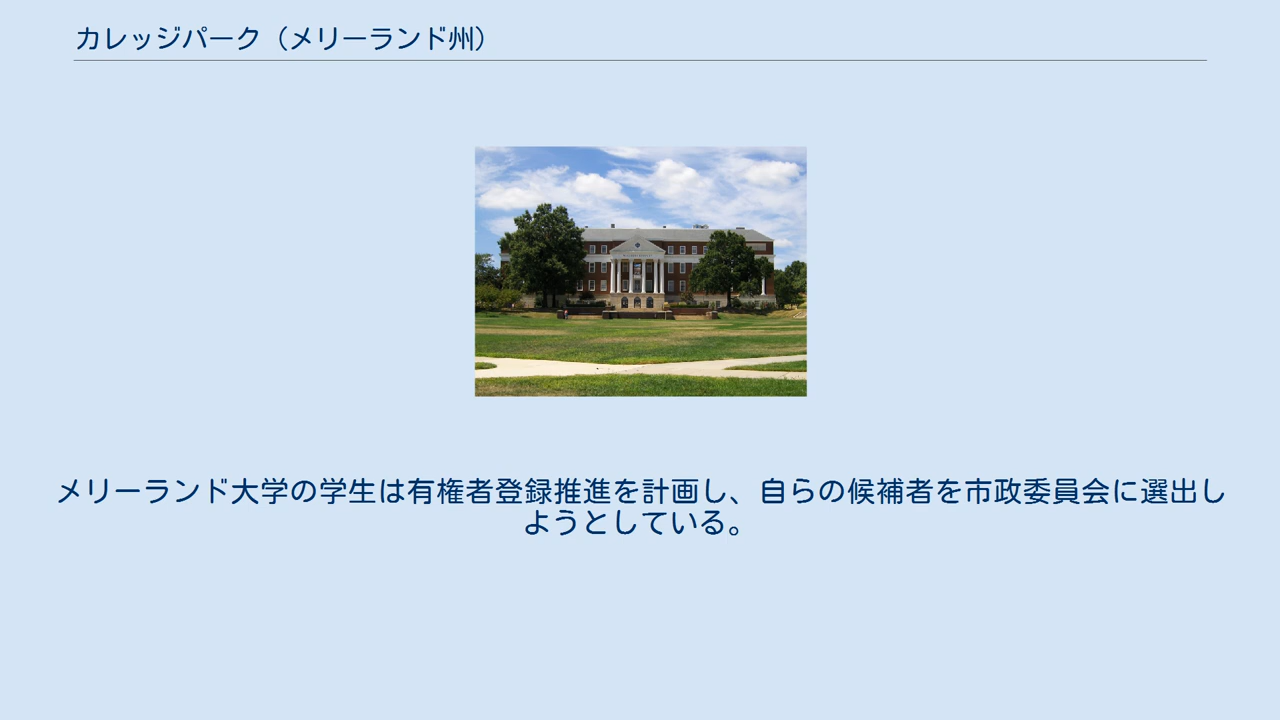 カレッジパーク（メリーランド州）
メリーランド大学の学生は有権者登録推進を計画し、自らの候補者を市政委員会に選出し
ようとしている。